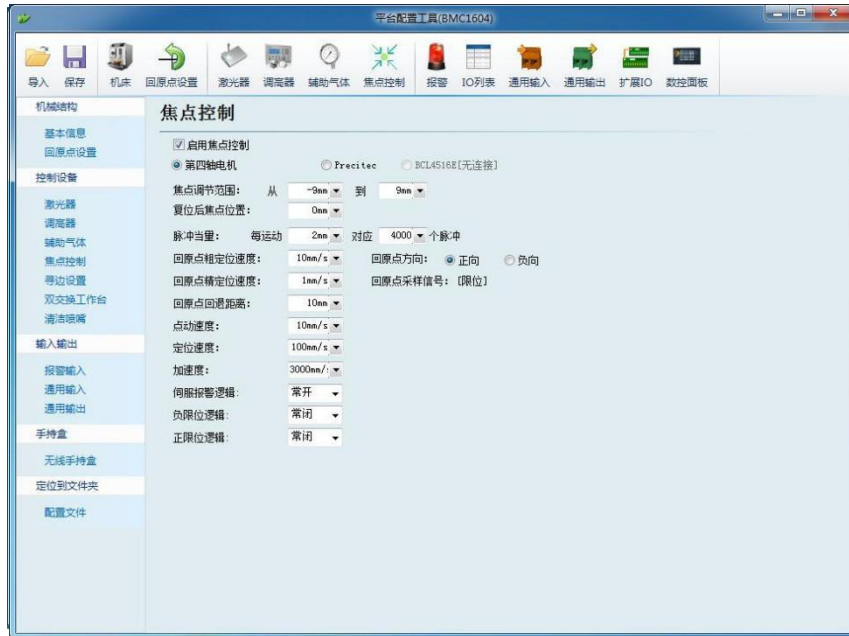 平台配置工具(BMC1604)
导入 保存 机床 回原点设置 激光器 调高器 辅助气体 焦点控制 报警 IO列表 通用输入 通用输出 扩展IO 数控面板
机械结构
基本信息
回原点设置
控制设备
激光器
调高器
辅助气体
焦点控制
寻边设置
双交换工作台
清洁喷嘴
输入输出
报警输入
通用输入
通用输出
手持盒
无线手持盒
定位到文件夹
配置文件
焦点控制
启用焦点控制
第四轴电机 Precitec BCL4516E[无连接]
焦点调节范围: 从 -9mm 到 9mm
复位后焦点位置: 0mm
脉冲当量: 每运动 2mm 对应 4000 个脉冲
回原点粗定位速度: 10mm/s 回原点方向: 正向 负向
回原点精定位速度: 1mm/s 回原点采样信号: [限位]
回原点回退距离: 10mm
点动速度: 10mm/s
定位速度: 100mm/s
加速度: 3000mm/
伺服报警逻辑: 常开
负限位逻辑: 常闭
正限位逻辑: 常闭